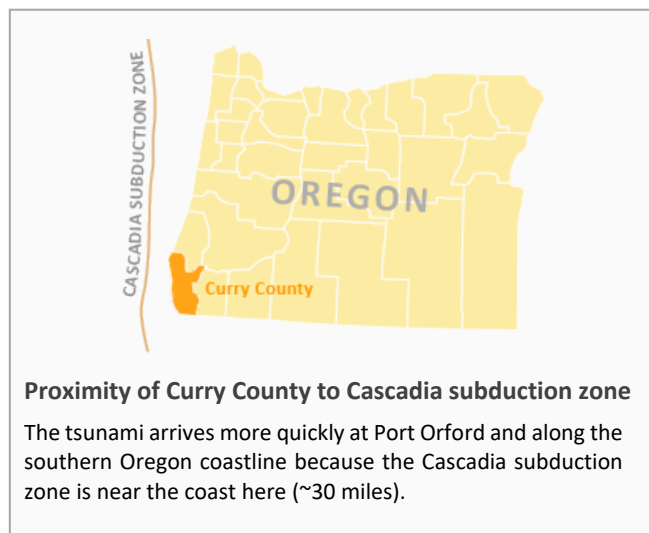 CASCADIA SUBDUCTION ZONE
OREGON
Curry County
Proximity of Curry County to Cascadia subduction zone
The tsunami arrives more quickly at Port Orford and along the
southern Oregon coastline because the Cascadia subduction
zone is near the coast here (~30 miles).